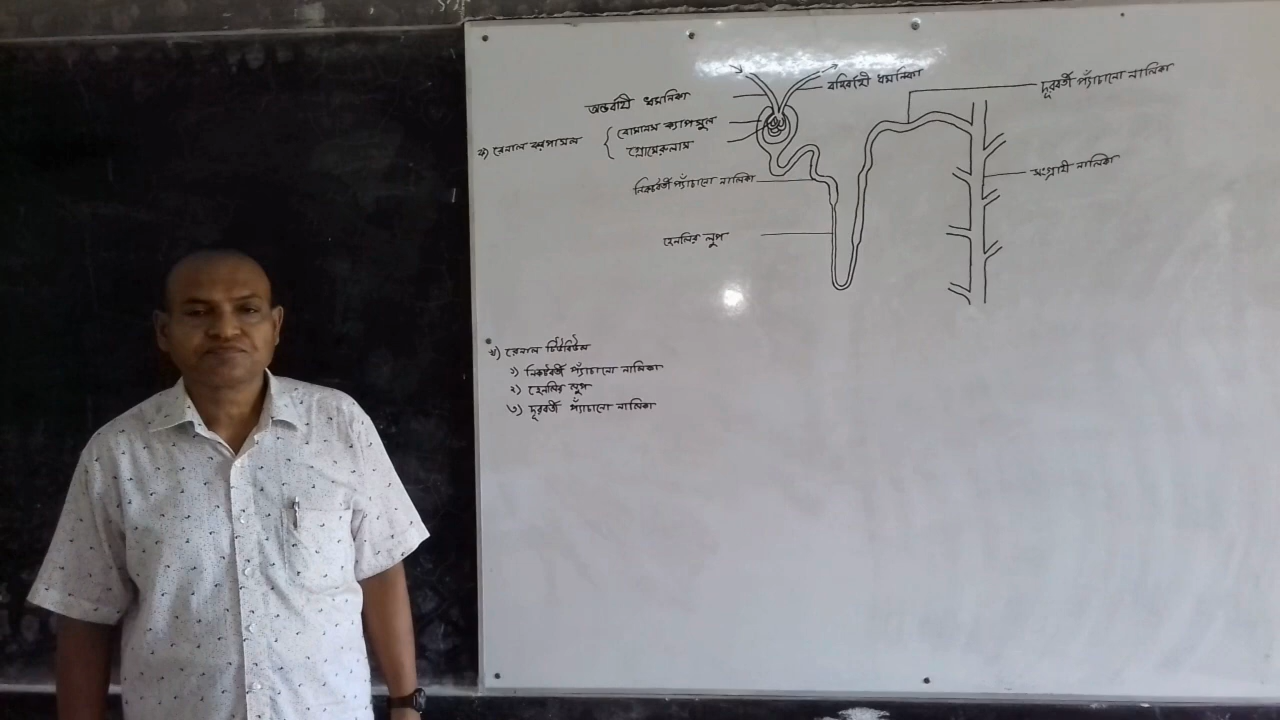 অন্তর্বাহী ধমনিকা
বহির্বাহী ধমনিকা
দূরবর্তী প্যাঁচানো নালিকা
ক) রেনাল করপাসল
বোমানস ক্যাপসুল
গ্লোমেরুলাস
সংগ্রাহী নালিকা
নিকটবর্তী প্যাঁচানো নালিকা
হেনলির লূপ
খ) রেনাল টিউবিউল
১) নিকটবর্তী প্যাঁচানো নালিকা
২) হেনলির লূপ
৩) দূরবর্তী প্যাঁচানো নালিকা